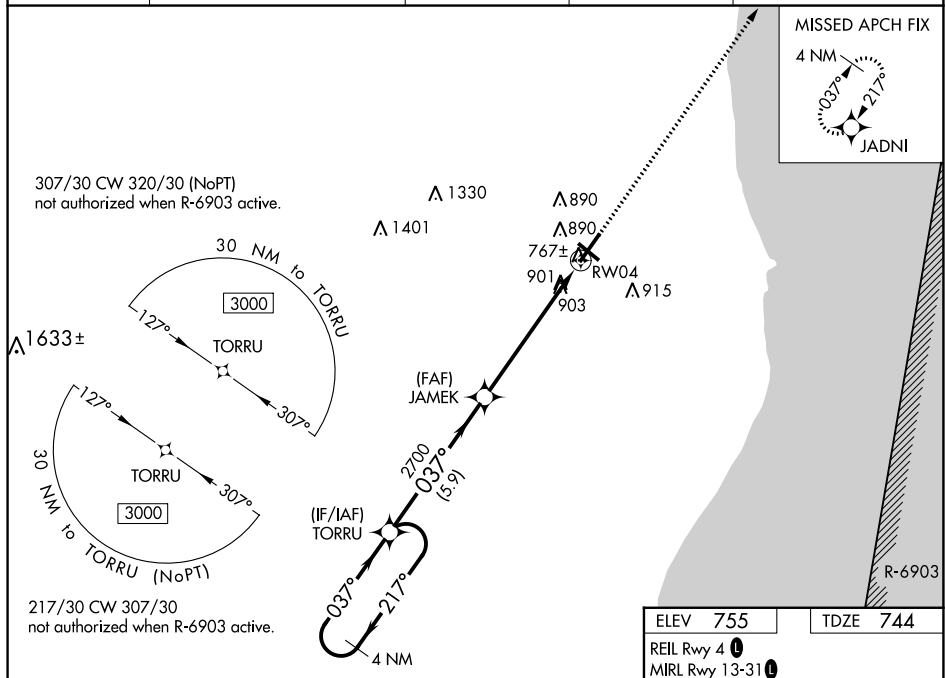 MISSED APCH FIX
4 NM
037°
217°
JADNI
307/30 CW 320/30 (NoPT)
not authorized when R-6903 active.
1330
1401
890
890
767±
RW04
901
903
915
30 NM to TORRU
3000
127°
TORRU
307°
1633±
127°
TORRU
307°
3000
30 NM to TORRU (NoPT)
(FAF)
JAMEK
2700
037°
(5.9)
(IF/IAF)
TORRU
037°
217°
4 NM
R-6903
217/30 CW 307/30
not authorized when R-6903 active.
ELEV 755
TDZE 744
REIL Rwy 4 L
MIRL Rwy 13-31 L